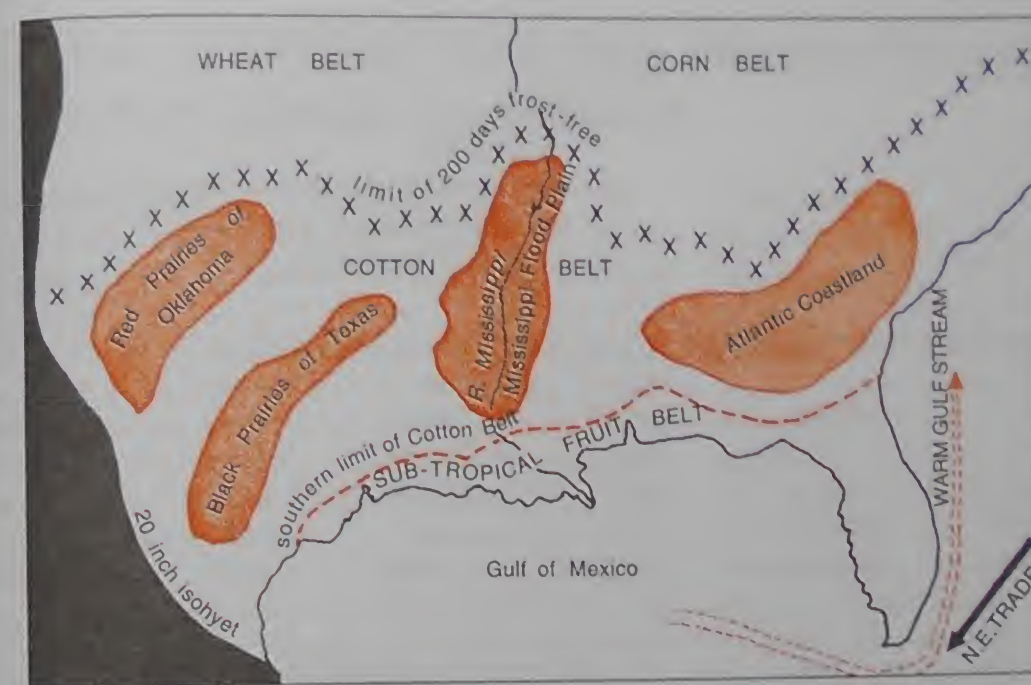 WHEAT BELT
CORN BELT
limit of 200 days frost-free
Red Prairies of
Oklahoma
COTTON BELT
R. Mississippi
Mississippi Flood Plain
Atlantic Coastland
Black Prairies of Texas
WARM GULF STREAM
southern limit of Cotton Belt
SUB-TROPICAL FRUIT BELT
20 inch isohyet
Gulf of Mexico
N.E. TRADE